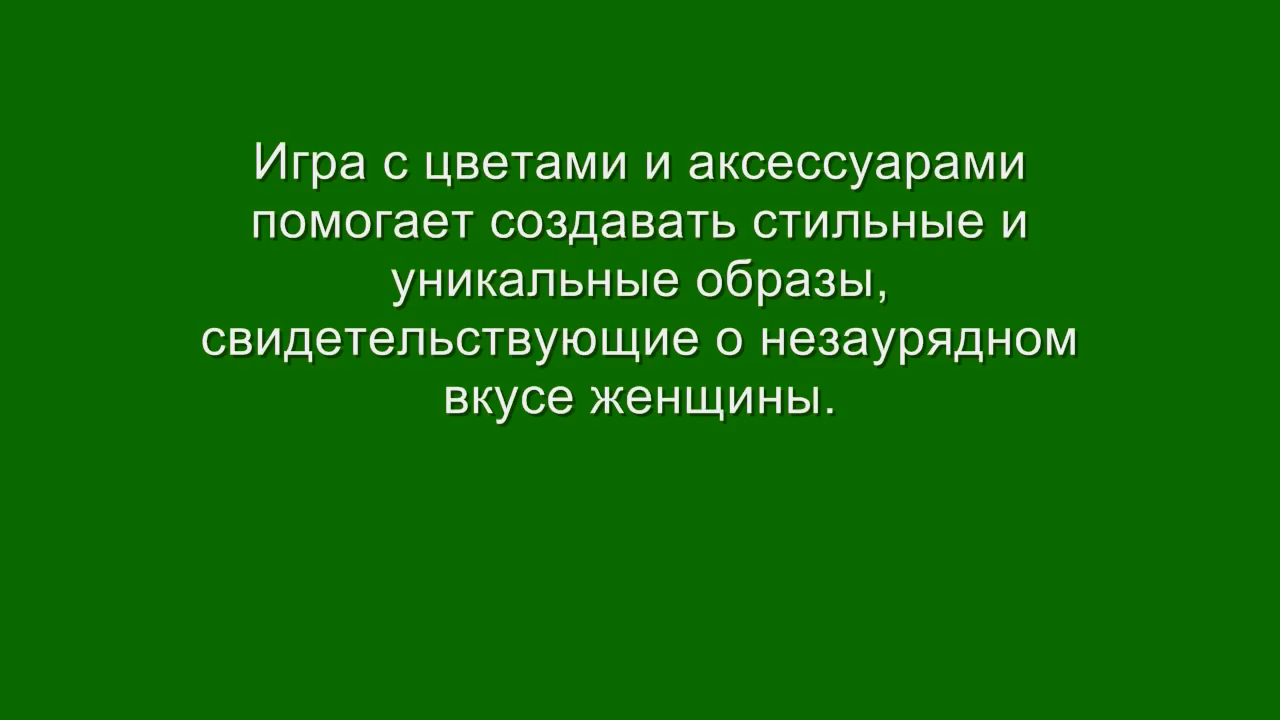 Игра с цветами и аксессуарами
помогает создавать стильные и
уникальные образы,
свидетельствующие о незаурядном
вкусе женщины.